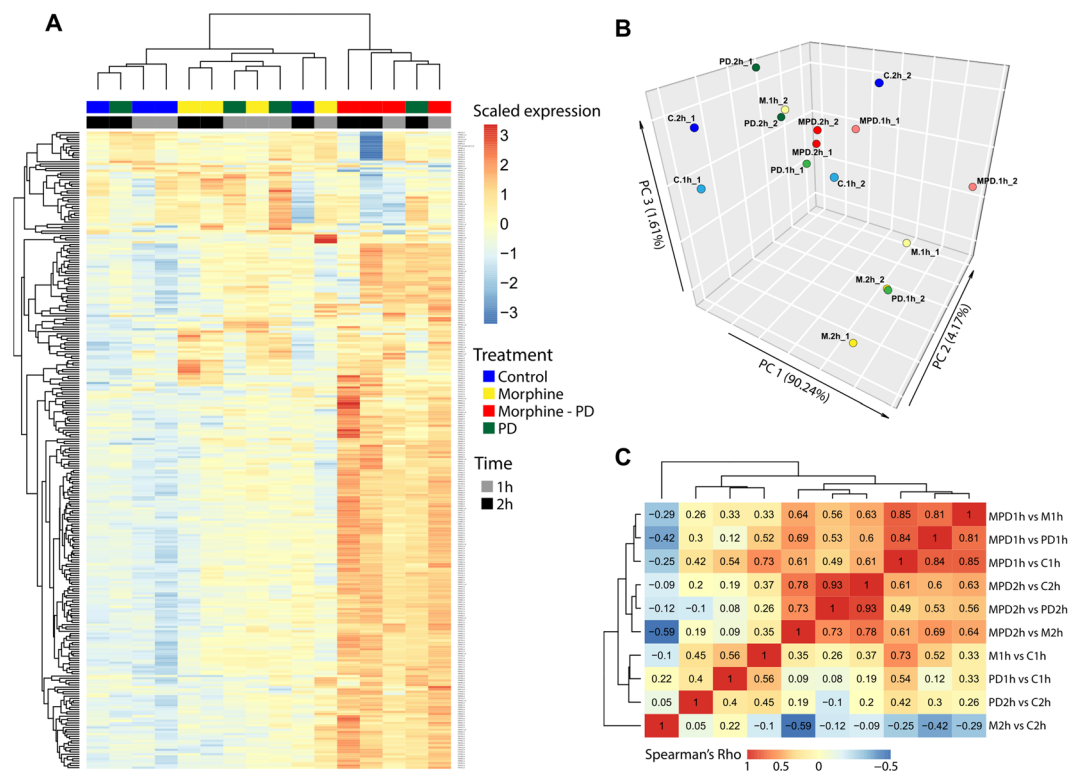 A
Scaled expression
3
2
1
0
−1
−2
−3
Treatment
Control
Morphine
Morphine - PD
PD
Time
1h
2h
B
PD.2h_1
C.2h_2
M.1h_2
C.2h_1
PD.2h_2
MPD.2h_2
MPD.1h_1
MPD.2h_1
PD.1h_1
C.1h_1
C.1h_2
MPD.1h_2
M.1h_1
M.2h_2
PD.1h_2
M.2h_1
PC 3 (1.61%)
PC 1 (90.24%)
PC 2 (4.17%)
C
−0.29 0.26 0.33 0.33 0.64 0.56 0.63 0.85 0.81 1 MPD1h vs M1h
−0.42 0.3 0.12 0.52 0.69 0.53 0.6 0.84 1 0.81 MPD1h vs PD1h
−0.25 0.42 0.54 0.73 0.61 0.49 0.61 1 0.84 0.85 MPD1h vs C1h
−0.09 0.2 0.19 0.37 0.78 0.93 1 0.61 0.6 0.63 MPD2h vs C2h
−0.12 −0.1 0.08 0.26 0.73 1 0.93 0.49 0.53 0.56 MPD2h vs PD2h
−0.59 0.19 0.09 0.35 1 0.73 0.78 0.61 0.69 0.64 MPD2h vs M2h
−0.1 0.45 0.56 1 0.35 0.26 0.37 0.73 0.52 0.33 M1h vs C1h
0.22 0.4 1 0.56 0.09 0.08 0.19 0.54 0.12 0.33 PD1h vs C1h
0.05 1 0.4 0.45 0.19 −0.1 0.2 0.42 0.3 0.26 PD2h vs C2h
1 0.05 0.22 −0.1 −0.59 −0.12 −0.09 −0.25 −0.42 −0.29 M2h vs C2h
Spearman's Rho
1 0.5 0 −0.5